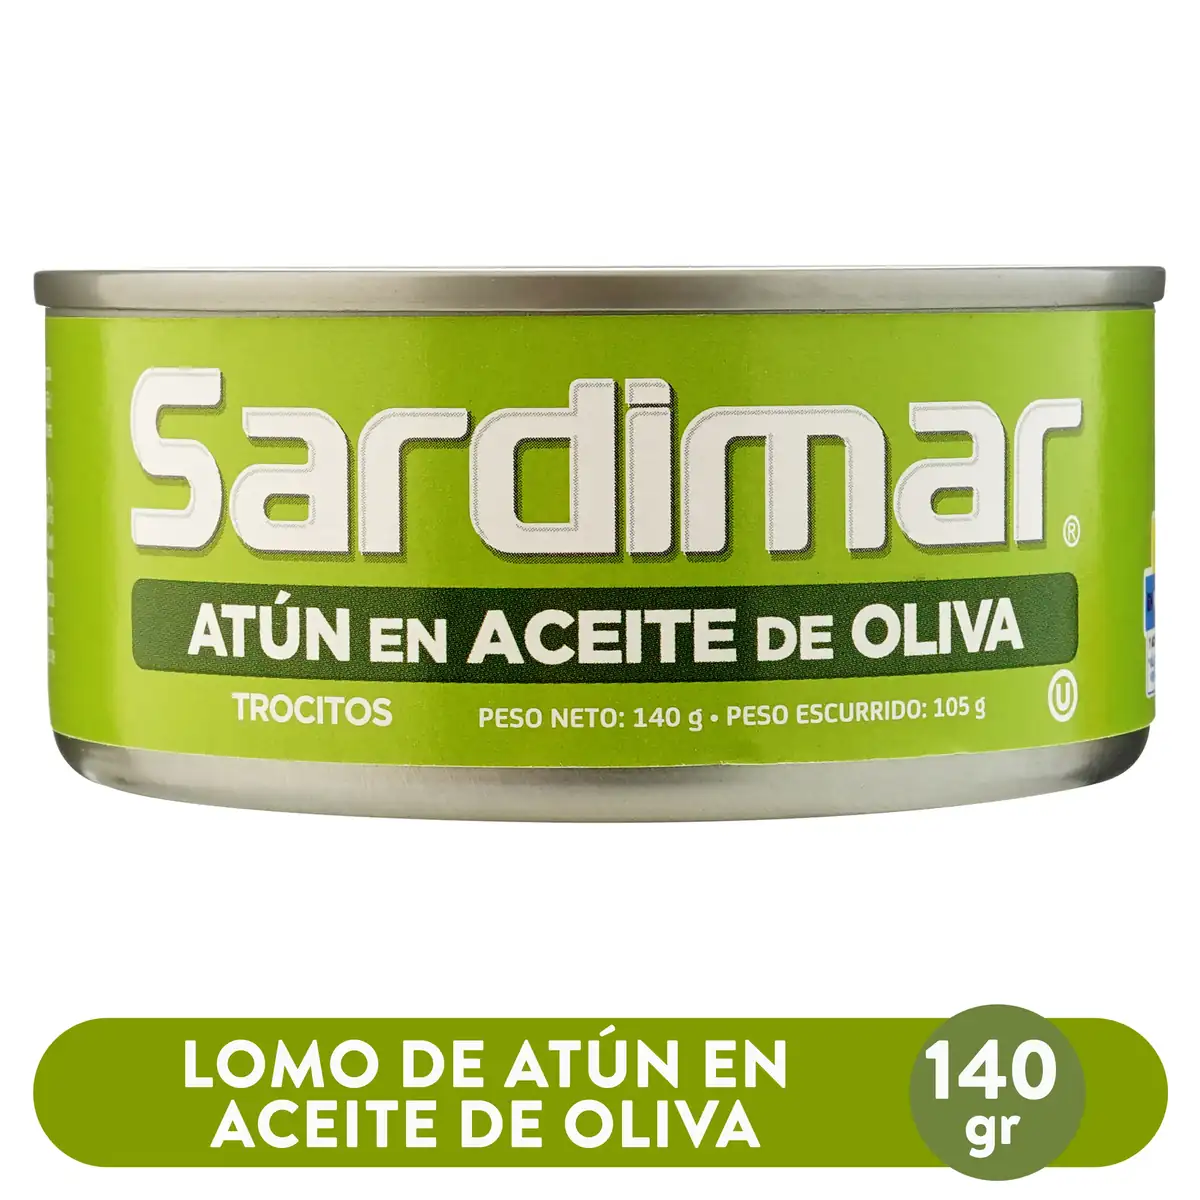 Sardimar®
ATÚN EN ACEITE DE OLIVA
TROCITOS
PESO NETO: 140 g • PESO ESCURRIDO: 105 g
U
LOMO DE ATÚN EN
ACEITE DE OLIVA
140
gr